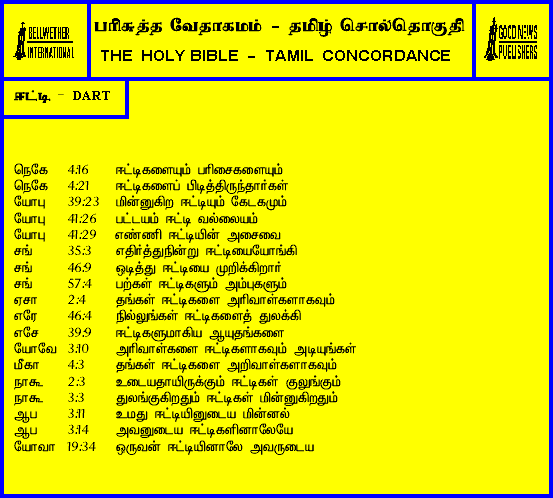 BELLWETHER
INTERNATIONAL
பரிசுத்த வேதாகமம் - தமிழ் சொல்தொகுதி
THE HOLY BIBLE - TAMIL CONCORDANCE
GOOD NEWS
PUBLISHERS
ஈட்டி - DART
நெகே 4:16 ஈட்டிகளையும் பரிசைகளையும்
நெகே 4:21 ஈட்டிகளைப் பிடித்திருந்தார்கள்
யோபு 39:23 மின்னுகிற ஈட்டியும் கேடகமும்
யோபு 41:26 பட்டயம் ஈட்டி வல்லையம்
யோபு 41:29 எண்ணி ஈட்டியின் அசைவை
சங் 35:3 எதிர்த்துநின்று ஈட்டியையோங்கி
சங் 46:9 ஒடித்து ஈட்டியை முறிக்கிறார்
சங் 57:4 பற்கள் ஈட்டிகளும் அம்புகளும்
ஏசா 2:4 தங்கள் ஈட்டிகளை அரிவாள்களாகவும்
எரே 46:4 நில்லுங்கள் ஈட்டிகளைத் துலக்கி
எசே 39:9 ஈட்டிகளுமாகிய ஆயுதங்களை
யோவே 3:10 அரிவாள்களை ஈட்டிகளாகவும் அடியுங்கள்
மீகா 4:3 தங்கள் ஈட்டிகளை அறிவாள்களாகவும்
நாகூ 2:3 உடையதாயிருக்கும் ஈட்டிகள் குலுங்கும்
நாகூ 3:3 துலங்குகிறதும் ஈட்டிகள் மின்னுகிறதும்
ஆப 3:11 உமது ஈட்டியினுடைய மின்னல்
ஆப 3:14 அவனுடைய ஈட்டிகளினாலேயே
யோவா 19:34 ஒருவன் ஈட்டியினாலே அவருடைய